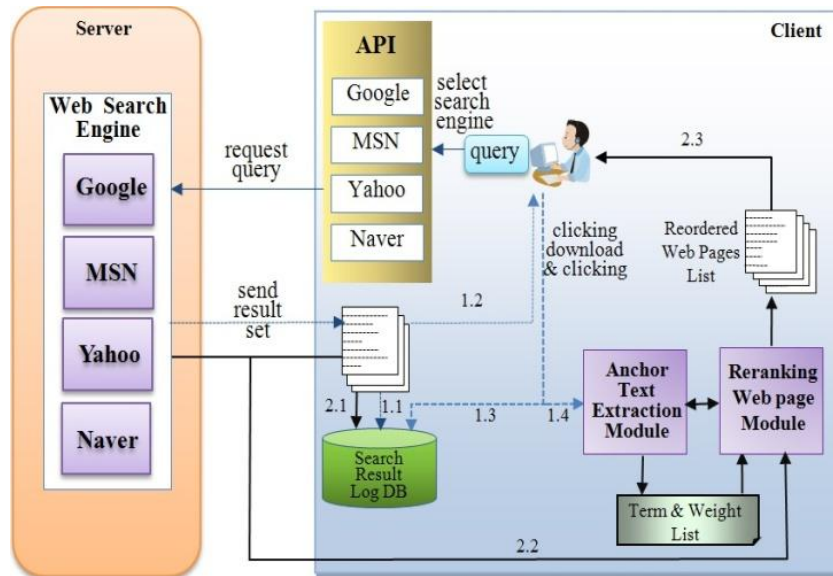 Server
Web Search
Engine
Google
MSN
Yahoo
Naver
request
query
send
result
set
Client
API
Google
MSN
Yahoo
Naver
select
search
engine
query
2.3
clicking
download
& clicking
Reordered
Web Pages
List
1.2
2.1
1.1
1.3
1.4
Search
Result
Log DB
Anchor
Text
Extraction
Module
Reranking
Web page
Module
Term & Weight
List
2.2